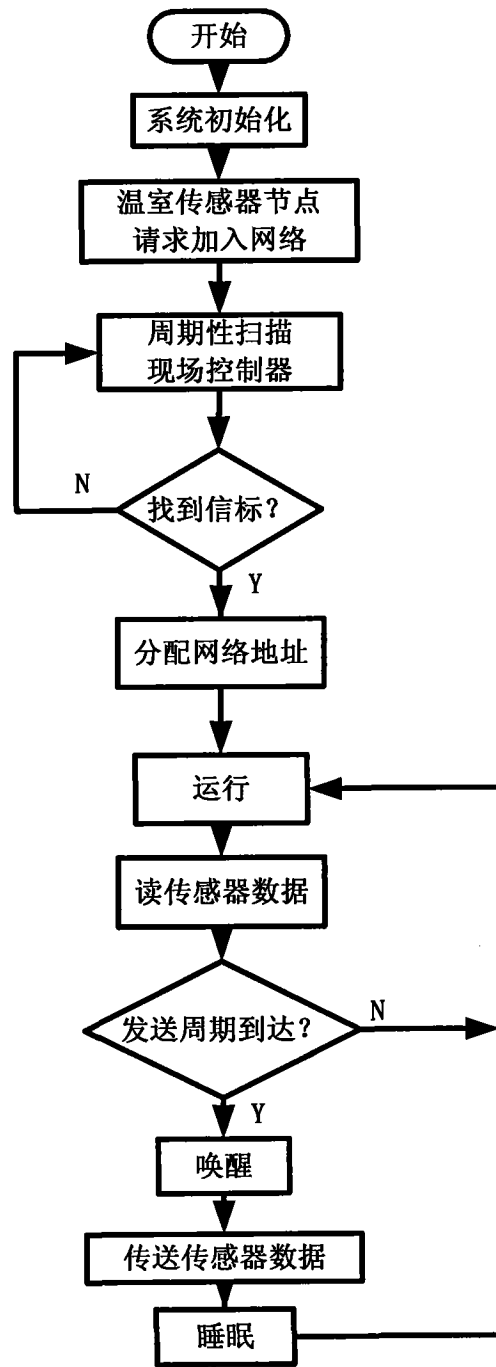 开始
系统初始化
温室传感器节点
请求加入网络
周期性扫描
现场控制器
N
找到信标?
Y
分配网络地址
运行
读传感器数据
发送周期到达?
N
Y
唤醒
传送传感器数据
睡眠